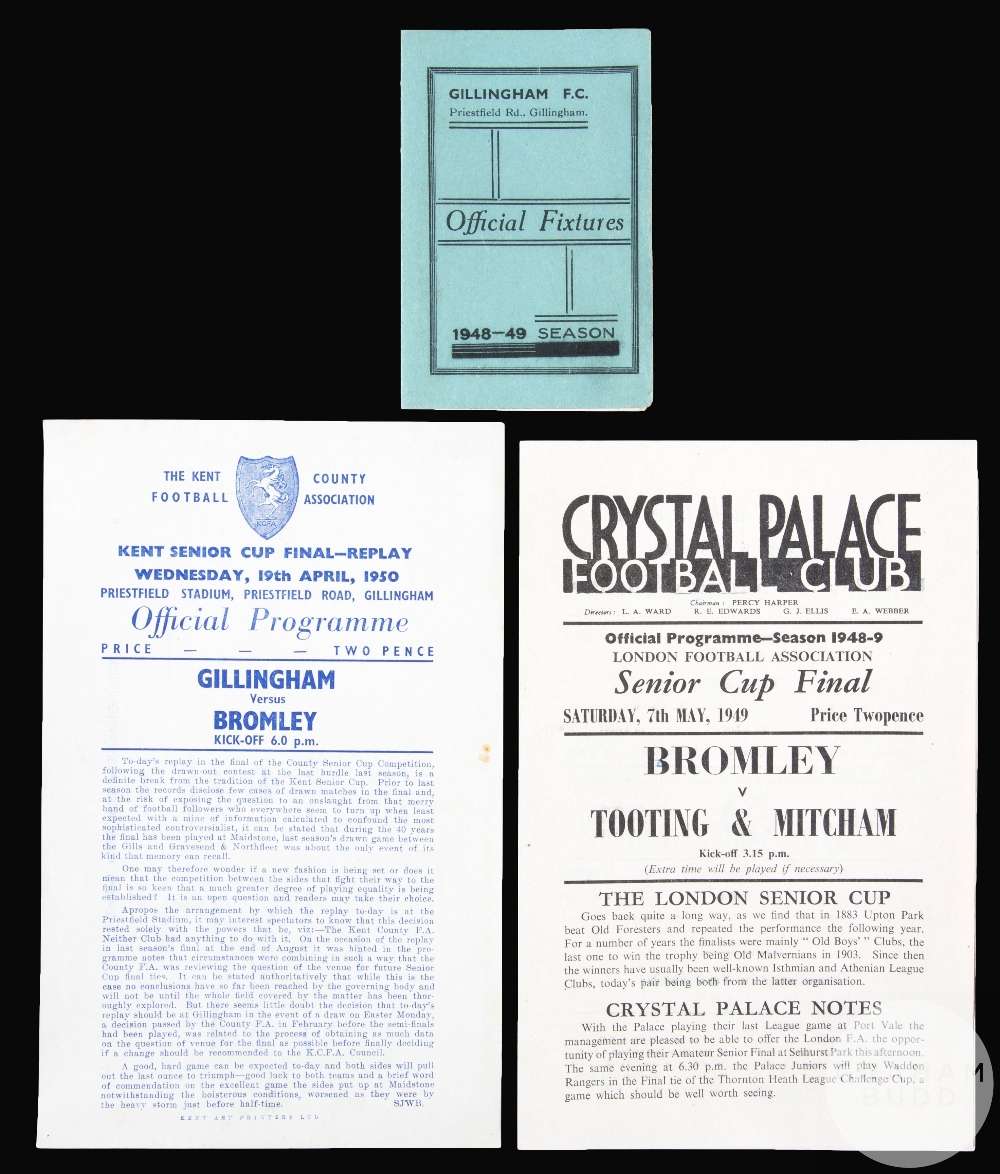 GILLINGHAM F.C.
Priestfield Rd., Gillingham.
Official Fixtures
1948—49 SEASON
THE KENT COUNTY
FOOTBALL ASSOCIATION
KCFA
KENT SENIOR CUP FINAL—REPLAY
WEDNESDAY, 19th APRIL, 1950
PRIESTFIELD STADIUM, PRIESTFIELD ROAD, GILLINGHAM
Official Programme
PRICE — — — TWO PENCE
GILLINGHAM
Versus
BROMLEY
KICK-OFF 6.0 p.m.
To-day's replay in the final of the County Senior Cup Competition,
following the drawn-out contest at the last hurdle last season, is a
definite break from the tradition of the Kent Senior Cup. Prior to last
season the records disclose few cases of drawn matches in the final and,
at the risk of exposing the question to an onslaught from that merry
band of football followers who everywhere seem to turn up when least
expected with a mine of information calculated to confound the most
sophisticated controversialist, it can be stated that during the 40 years
the final has been played at Maidstone, last season's drawn game between
the Gills and Gravesend & Northfleet was about the only event of its
kind that memory can recall.
One may therefore wonder if a new fashion is being set or does it
mean that the competition between the sides that fight their way to the
final is so keen that a much greater degree of playing equality is being
established? It is an open question and readers may take their choice.
Apropos the arrangement by which the replay to-day is at the
Priestfield Stadium, it may interest spectators to know that this decision
rested solely with the powers that be, viz:—The Kent County F.A.
Neither Club had anything to do with it. On the occasion of the replay
in last season's final at the end of August it was hinted in the pro-
gramme notes that circumstances were combining in such a way that the
County F.A. was reviewing the question of the venue for future Senior
Cup final ties. It can be stated authoritatively that while this is the
case no conclusions have so far been reached by the governing body and
will not be until the whole field covered by the matter has been thor-
oughly explored. But there seems little doubt the decision that to-day's
replay should be at Gillingham in the event of a draw on Easter Monday,
a decision passed by the County F.A. in February before the semi-finals
had been played, was related to the process of obtaining as much data
on the question of venue for the final as possible before finally deciding
if a change should be recommended to the K.C.F.A. Council.
A good, hard game can be expected to-day and both sides will pull
out the last ounce to triumph—good luck to both teams and a brief word
of commendation on the excellent game the sides put up at Maidstone
notwithstanding the boisterous conditions, worsened as they were by
the heavy storm just before half-time. SJWB.
KENT ART PRINTERS LTD
CRYSTAL PALACE
FOOTBALL CLUB
Chairman: PERCY HARPER
Directors: L. A. WARD R. E. EDWARDS G. J. ELLIS E. A. WEBBER
Official Programme—Season 1948-9
LONDON FOOTBALL ASSOCIATION
Senior Cup Final
SATURDAY, 7th MAY, 1949 Price Twopence
BROMLEY
v
TOOTING & MITCHAM
Kick-off 3.15 p.m.
(Extra time will be played if necessary)
THE LONDON SENIOR CUP
Goes back quite a long way, as we find that in 1883 Upton Park
beat Old Foresters and repeated the performance the following year.
For a number of years the finalists were mainly " Old Boys' " Clubs, the
last one to win the trophy being Old Malvernians in 1903. Since then
the winners have usually been well-known Isthmian and Athenian League
Clubs, today's pair being both from the latter organisation.
CRYSTAL PALACE NOTES
With the Palace playing their last League game at Port Vale the
management are pleased to be able to offer the London F.A. the oppor-
tunity of playing their Amateur Senior Final at Selhurst Park this afternoon.
The same evening at 6.30 p.m. the Palace Juniors will play Waddon
Rangers in the Final tie of the Thornton Heath League Challenge Cup, a
game which should be well worth seeing.